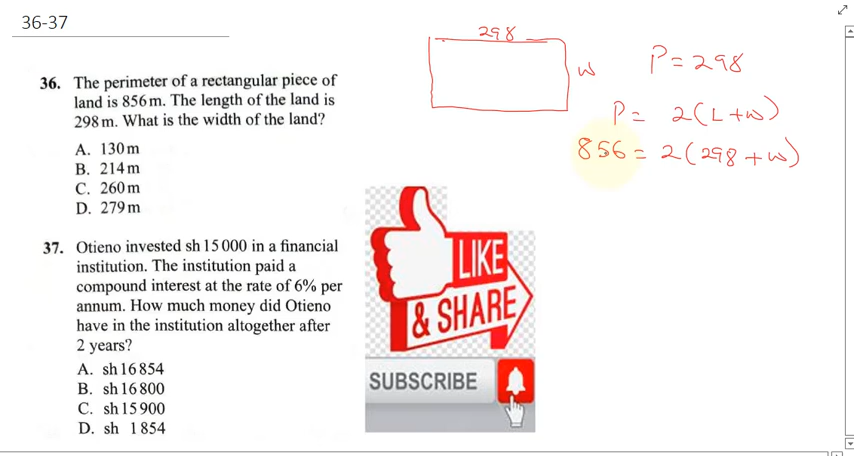 36-37
36. The perimeter of a rectangular piece of
land is 856 m. The length of the land is
298 m. What is the width of the land?
A. 130 m
B. 214 m
C. 260 m
D. 279 m
37. Otieno invested sh 15 000 in a financial
institution. The institution paid a
compound interest at the rate of 6% per
annum. How much money did Otieno
have in the institution altogether after
2 years?
A. sh 16 854
B. sh 16 800
C. sh 15 900
D. sh 1 854
298
W
P = 298
P = 2(L+W)
856 = 2(298 + W)
LIKE
& SHARE
SUBSCRIBE